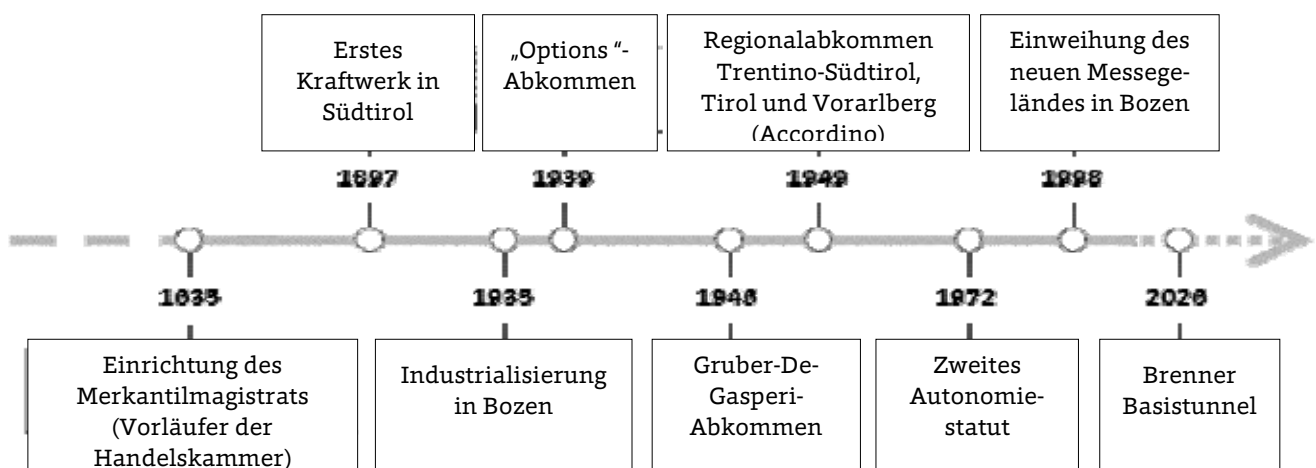 Erstes
Kraftwerk in
Südtirol
„Options “-
Abkommen
Regionalabkommen
Trentino-Südtirol,
Tirol und Vorarlberg
(Accordino)
Einweihung des
neuen Messege-
ländes in Bozen
1897
1939
1949
1998
1635
1935
1946
1972
2026
Einrichtung des
Merkantilmagistrats
(Vorläufer der
Handelskammer)
Industrialisierung
in Bozen
Gruber-De-
Gasperi-
Abkommen
Zweites
Autonomie-
statut
Brenner
Basistunnel